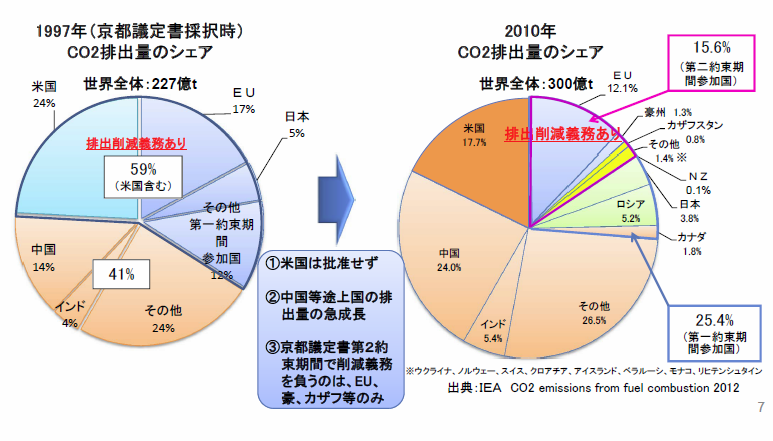 1997年（京都議定書採択時）
CO2排出量のシェア
世界全体：227億t
米国
24%
ＥＵ
17%
日本
5%
排出削減義務あり
59%
（米国含む）
その他
第一約束期
間
参加国
12%
中国
14%
41%
インド
4%
その他
24%
①米国は批准せず
②中国等途上国の排
出量の急成長
③京都議定書第２約
束期間で削減義務
を負うのは、EU、
豪、カザフ等のみ
2010年
CO2排出量のシェア
世界全体：300億t
15.6%
（第二約束期
間参加国）
ＥＵ
12.1%
豪州 1.3%
カザフスタン
0.8%
その他
1.4% ※
ＮＺ
0.1%
日本
3.8%
ロシア
5.2%
カナダ
1.8%
米国
17.7%
排出削減義務あり
中国
24.0%
インド
5.4%
その他
26.5%
25.4%
（第一約束期
間参加国）
※ウクライナ、ノルウェー、スイス、クロアチア、アイスランド、ベラルーシ、モナコ、リヒテンシュタイン
出典：IEA CO2 emissions from fuel combustion 2012
7